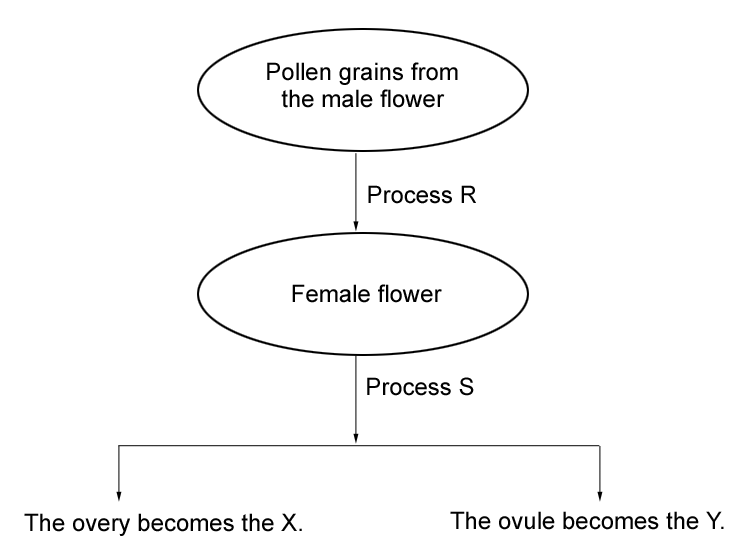 Pollen grains from
the male flower
Process R
Female flower
Process S
The overy becomes the X.
The ovule becomes the Y.